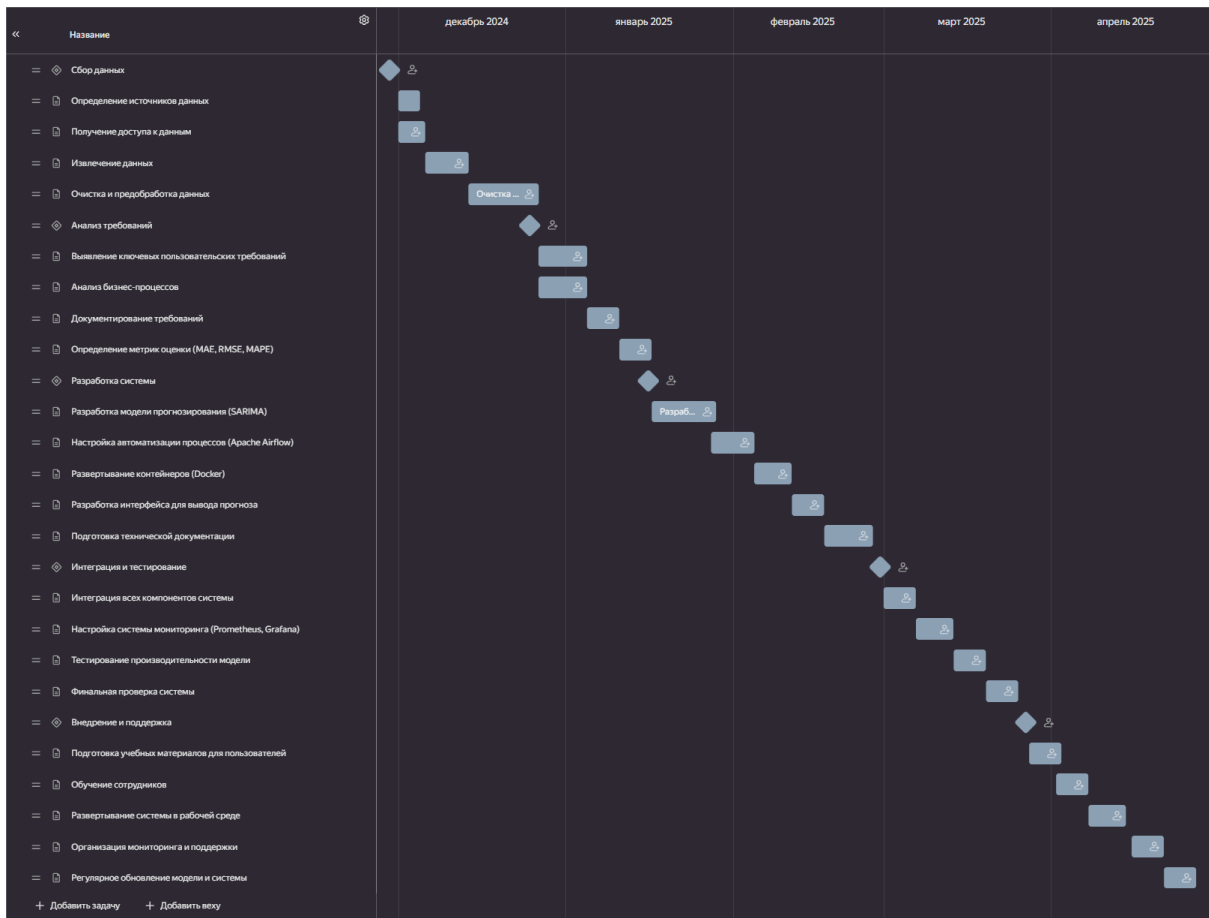 декабрь 2024 январь 2025 февраль 2025 март 2025 апрель 2025
« Название
Сбор данных
Определение источников данных
Получение доступа к данным
Извлечение данных
Очистка и предобработка данных Очистка ...
Анализ требований
Выявление ключевых пользовательских требований
Анализ бизнес-процессов
Документирование требований
Определение метрик оценки (MAE, RMSE, MAPE)
Разработка системы
Разработка модели прогнозирования (SARIMA) Разраб...
Настройка автоматизации процессов (Apache Airflow)
Развертывание контейнеров (Docker)
Разработка интерфейса для вывода прогноза
Подготовка технической документации
Интеграция и тестирование
Интеграция всех компонентов системы
Настройка системы мониторинга (Prometheus, Grafana)
Тестирование производительности модели
Финальная проверка системы
Внедрение и поддержка
Подготовка учебных материалов для пользователей
Обучение сотрудников
Развертывание системы в рабочей среде
Организация мониторинга и поддержки
Регулярное обновление модели и системы
+ Добавить задачу + Добавить веху